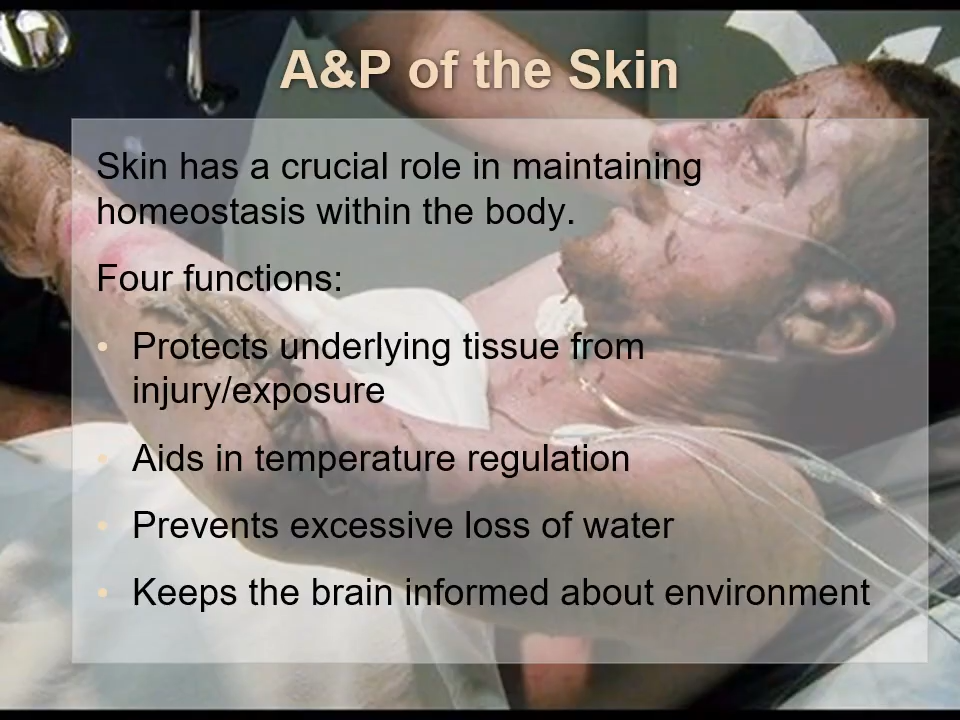 A&P of the Skin
Skin has a crucial role in maintaining
homeostasis within the body.
Four functions:
• Protects underlying tissue from
injury/exposure
• Aids in temperature regulation
• Prevents excessive loss of water
• Keeps the brain informed about environment